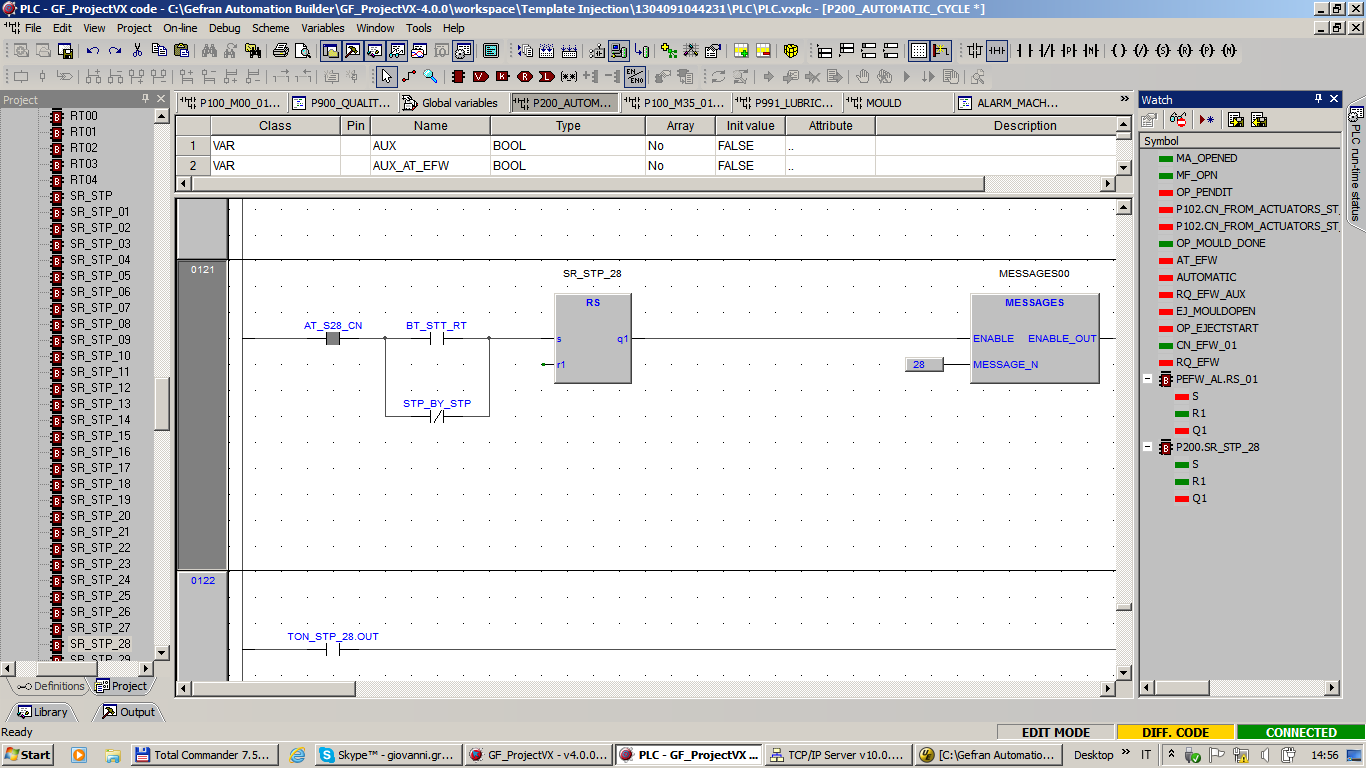 PLC - GF_ProjectVX code - C:\Gefran Automation Builder\GF_ProjectVX-4.0.0\workspace\Template Injection\1304091044231\PLC\PLC.vxplc - [P200_AUTOMATIC_CYCLE *]
File Edit View Project On-line Debug Scheme Variables Window Tools Help
EN/ENO
Project
RT00
RT01
RT02
RT03
RT04
SR_STP
SR_STP_01
SR_STP_02
SR_STP_03
SR_STP_04
SR_STP_05
SR_STP_06
SR_STP_07
SR_STP_08
SR_STP_09
SR_STP_10
SR_STP_11
SR_STP_12
SR_STP_13
SR_STP_14
SR_STP_15
SR_STP_16
SR_STP_17
SR_STP_18
SR_STP_19
SR_STP_20
SR_STP_21
SR_STP_22
SR_STP_23
SR_STP_24
SR_STP_25
SR_STP_26
SR_STP_27
SR_STP_28
SR_STP_29
Definitions Project
Library Output
P100_M00_01... P900_QUALIT... Global variables P200_AUTOM... P100_M35_01... P991_LUBRIC... MOULD ALARM_MACH...
Class Pin Name Type Array Init value Attribute Description
1 VAR AUX BOOL No FALSE ..
2 VAR AUX_AT_EFW BOOL No FALSE ..
0121
SR_STP_28 MESSAGES00
RS MESSAGES
AT_S28_CN BT_STT_RT
s q1 ENABLE ENABLE_OUT
r1 28 MESSAGE_N
STP_BY_STP
0122
TON_STP_28.OUT
Watch
Symbol
MA_OPENED
MF_OPN
OP_PENDIT
P102.CN_FROM_ACTUATORS_ST_
P102.CN_FROM_ACTUATORS_ST_
OP_MOULD_DONE
AT_EFW
AUTOMATIC
RQ_EFW_AUX
EJ_MOULDOPEN
OP_EJECTSTART
CN_EFW_01
RQ_EFW
PEFW_AL.RS_01
S
R1
Q1
P200.SR_STP_28
S
R1
Q1
PLC run-time status
Ready EDIT MODE DIFF. CODE CONNECTED
Start Total Commander 7.5... Skype™ - giovanni.gr... GF_ProjectVX - v4.0.0... PLC - GF_ProjectVX ... TCP/IP Server v10.0... [C:\Gefran Automatio... Desktop » IT 14:56